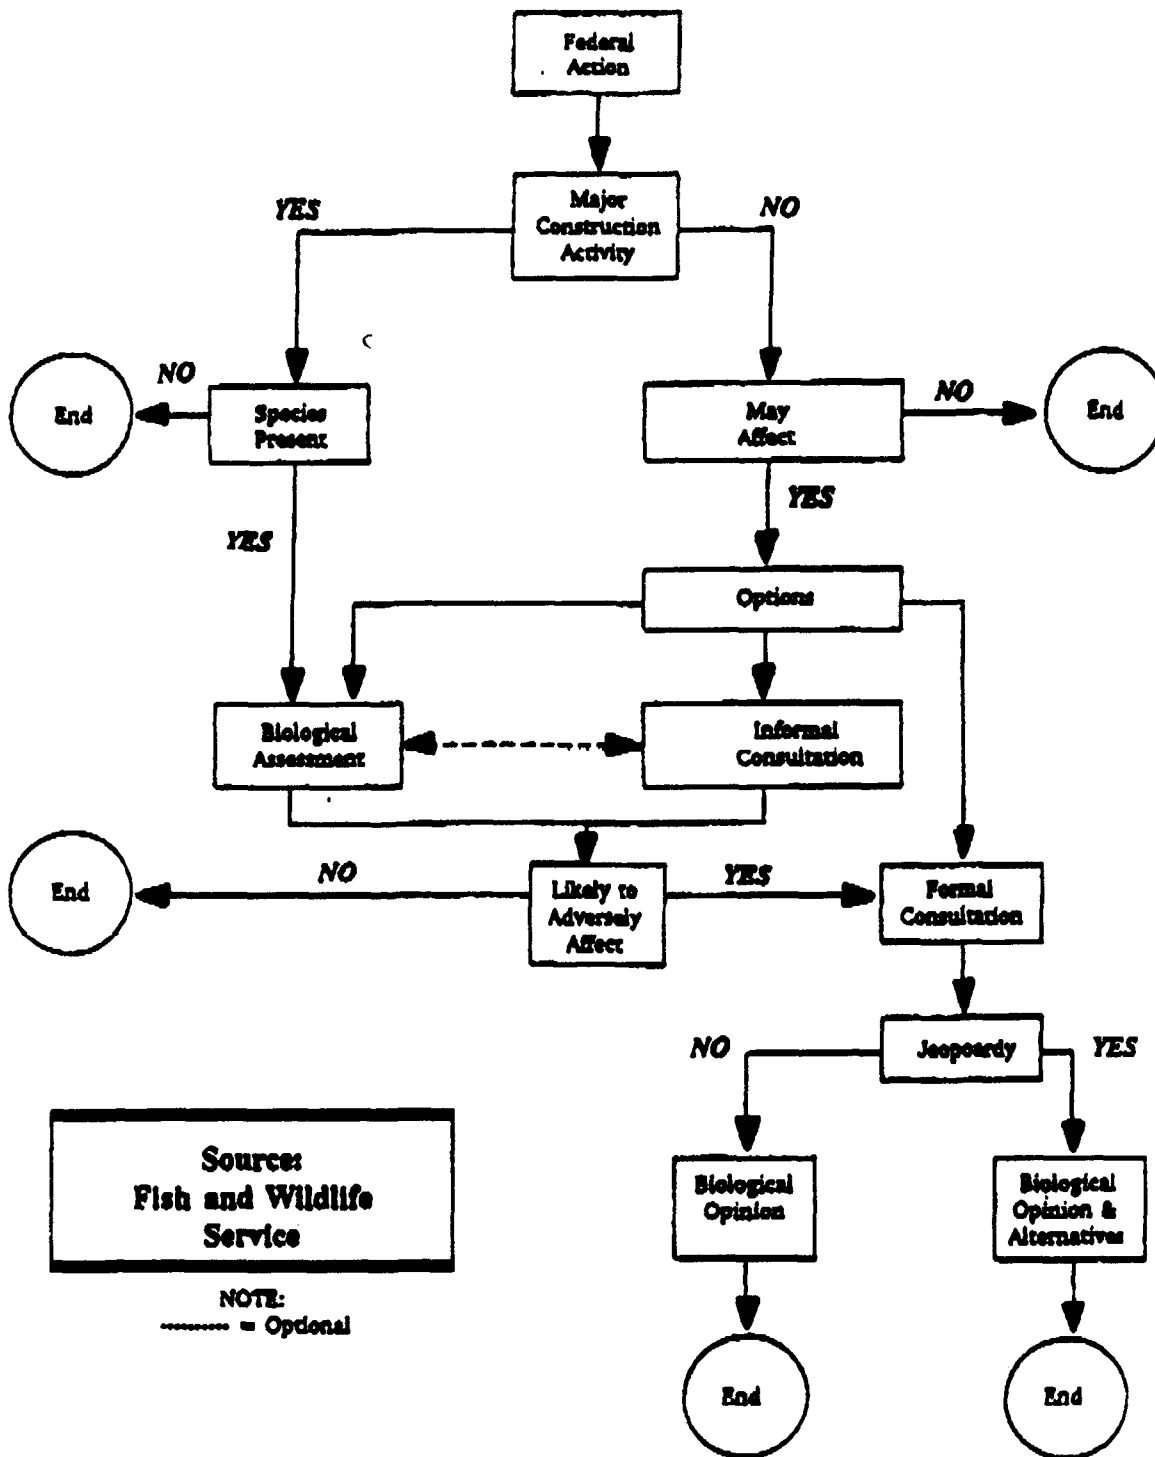 Federal
Action
Major
Construction
Activity
YES
NO
End
NO
Species
Present
May
Affect
NO
End
YES
YES
Options
Biological
Assessment
Informal
Consultation
End
NO
Likely to
Adversely
Affect
YES
Formal
Consultation
Jeopardy
NO
YES
Biological
Opinion
Biological
Opinion &
Alternatives
Source:
Fish and Wildlife
Service
NOTE:
---------- = Optional
End
End